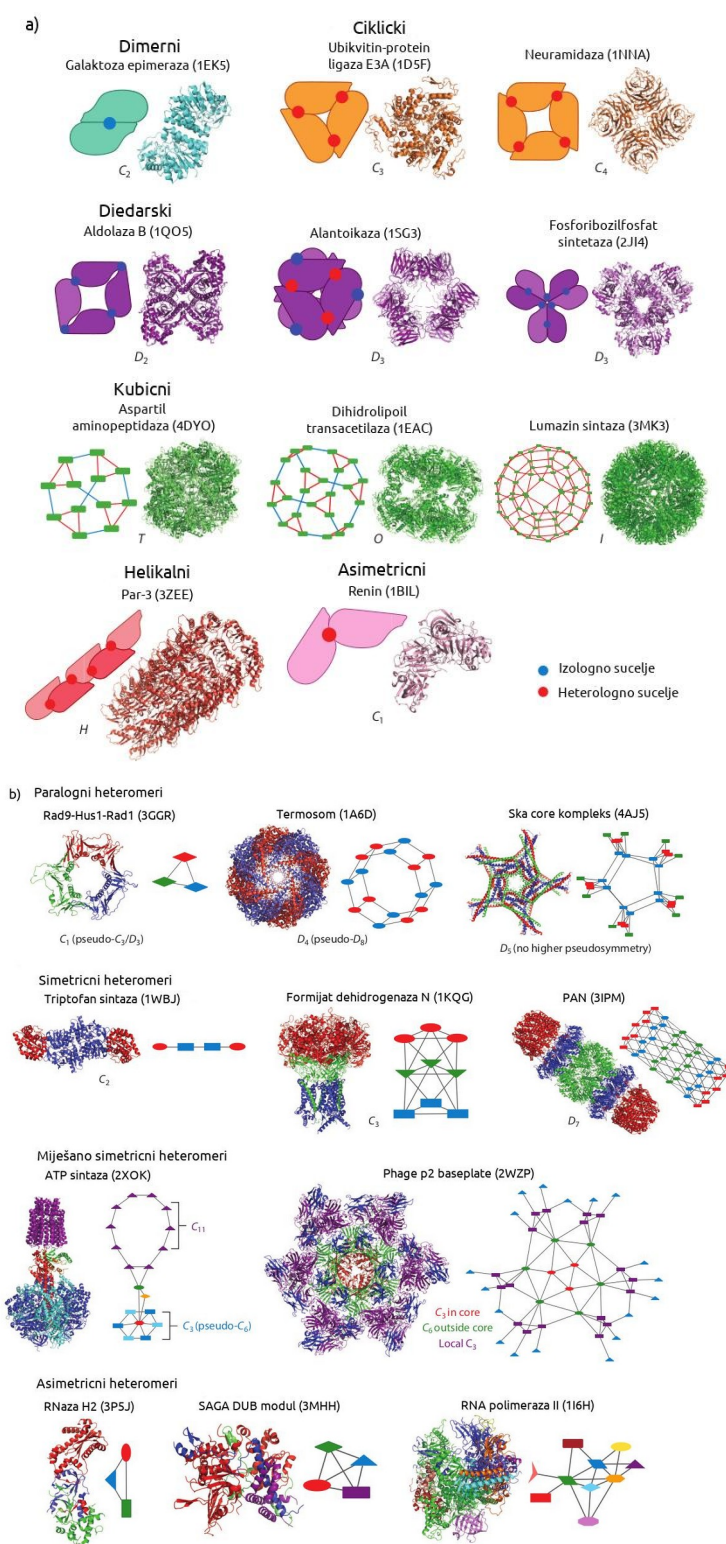 a)
Dimerni
Galaktoza epimeraza (1EK5)
C2
Ciklicki
Ubikvitin-protein
ligaza E3A (1D5F)
C3
Neuramidaza (1NNA)
C4
Diedarski
Aldolaza B (1QO5)
D2
Alantoikaza (1SG3)
D3
Fosforibozilfosfat
sintetaza (2JI4)
D3
Kubicni
Aspartil
aminopeptidaza (4DYO)
T
Dihidrolipoil
transacetilaza (1EAC)
O
Lumazin sintaza (3MK3)
I
Helikalni
Par-3 (3ZEE)
H
Asimetricni
Renin (1BIL)
C1
Izologno sucelje
Heterologno sucelje
b)
Paralogni heteromeri
Rad9-Hus1-Rad1 (3GGR)
C1 (pseudo-C3/D3)
Termosom (1A6D)
D4 (pseudo-D8)
Ska core kompleks (4AJ5)
D5 (no higher pseudosymmetry)
Simetricni heteromeri
Triptofan sintaza (1WBJ)
C2
Formijat dehidrogenaza N (1KQG)
C3
PAN (3IPM)
D7
Miješano simetricni heteromeri
ATP sintaza (2XOK)
C11
C3 (pseudo-C6)
Phage p2 baseplate (2WZP)
C3 in core
C6 outside core
Local C3
Asimetricni heteromeri
RNaza H2 (3P5J)
SAGA DUB modul (3MHH)
RNA polimeraza II (1I6H)